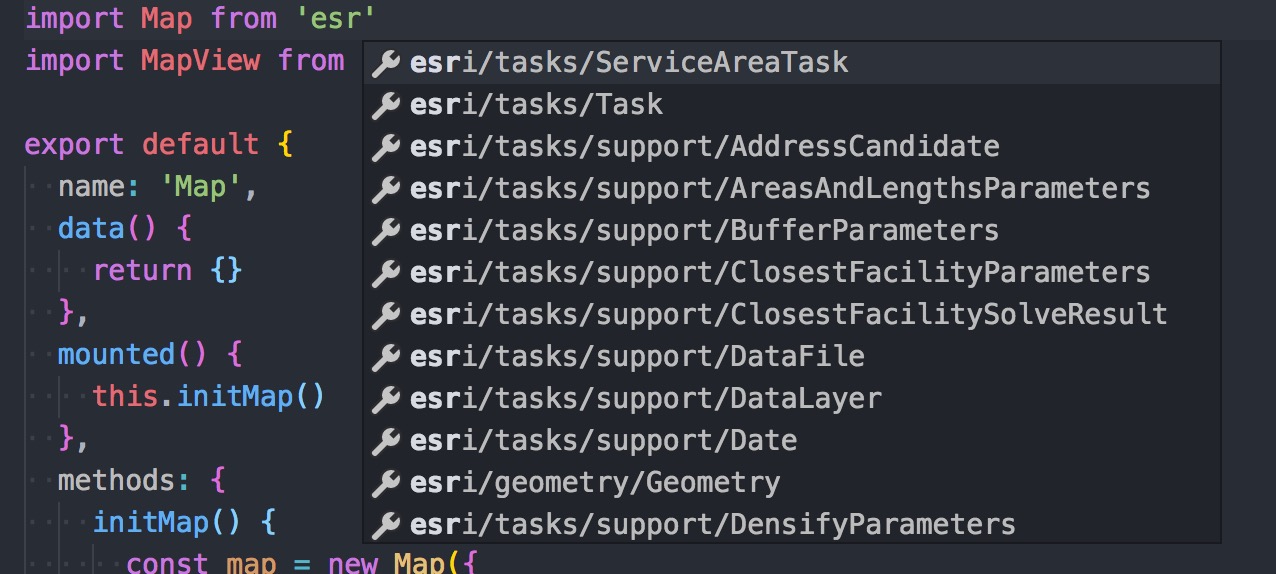 import Map from 'esr'
import MapView from
esri/tasks/ServiceAreaTask
esri/tasks/Task
esri/tasks/support/AddressCandidate
esri/tasks/support/AreasAndLengthsParameters
esri/tasks/support/BufferParameters
esri/tasks/support/ClosestFacilityParameters
esri/tasks/support/ClosestFacilitySolveResult
esri/tasks/support/DataFile
esri/tasks/support/DataLayer
esri/tasks/support/Date
esri/geometry/Geometry
esri/tasks/support/DensifyParameters
export default {
name: 'Map',
data() {
return {}
},
mounted() {
this.initMap()
},
methods: {
initMap() {
const map = new Map({